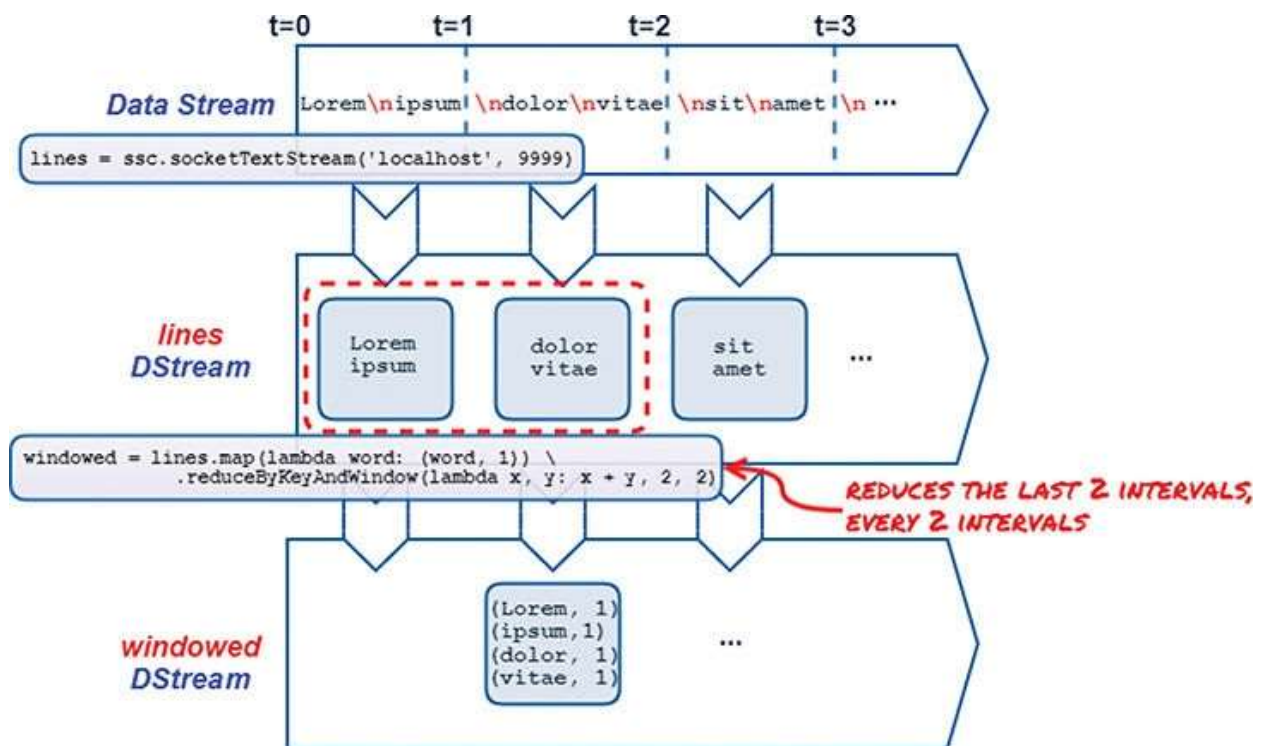 t=0 t=1 t=2 t=3
Data Stream
Lorem\nipsum \ndolor\nvitae \nsit\namet \n ...
lines = ssc.socketTextStream('localhost', 9999)
lines
DStream
Lorem
ipsum
dolor
vitae
sit
amet
...
windowed = lines.map(lambda word: (word, 1)) \
.reduceByKeyAndWindow(lambda x, y: x + y, 2, 2)
REDUCES THE LAST 2 INTERVALS,
EVERY 2 INTERVALS
windowed
DStream
(Lorem, 1)
(ipsum,1)
(dolor, 1)
(vitae, 1)
...